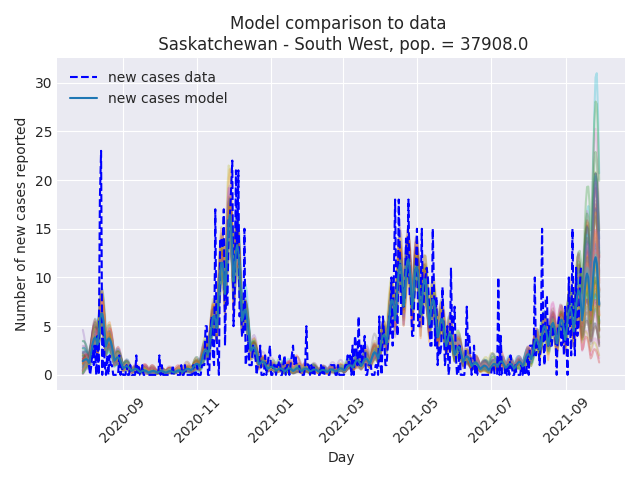 Model comparison to data
Saskatchewan - South West, pop. = 37908.0
new cases data
new cases model
Number of new cases reported
30
25
20
15
10
5
0
2020-09
2020-11
2021-01
2021-03
2021-05
2021-07
2021-09
Day